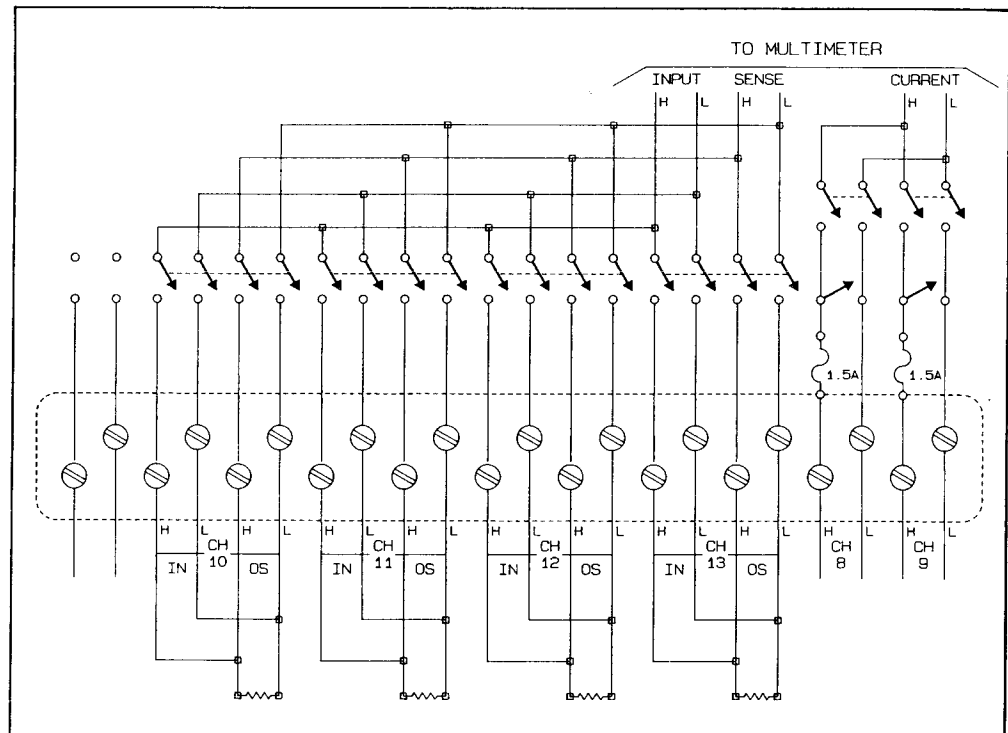 TO MULTIMETER
INPUT SENSE CURRENT
H L H L H L
1.5A 1.5A
H L H L H L H L H L H L H L H L H L H L
CH 10 CH 11 CH 12 CH 13 CH 8 CH 9
IN OS IN OS IN OS IN OS